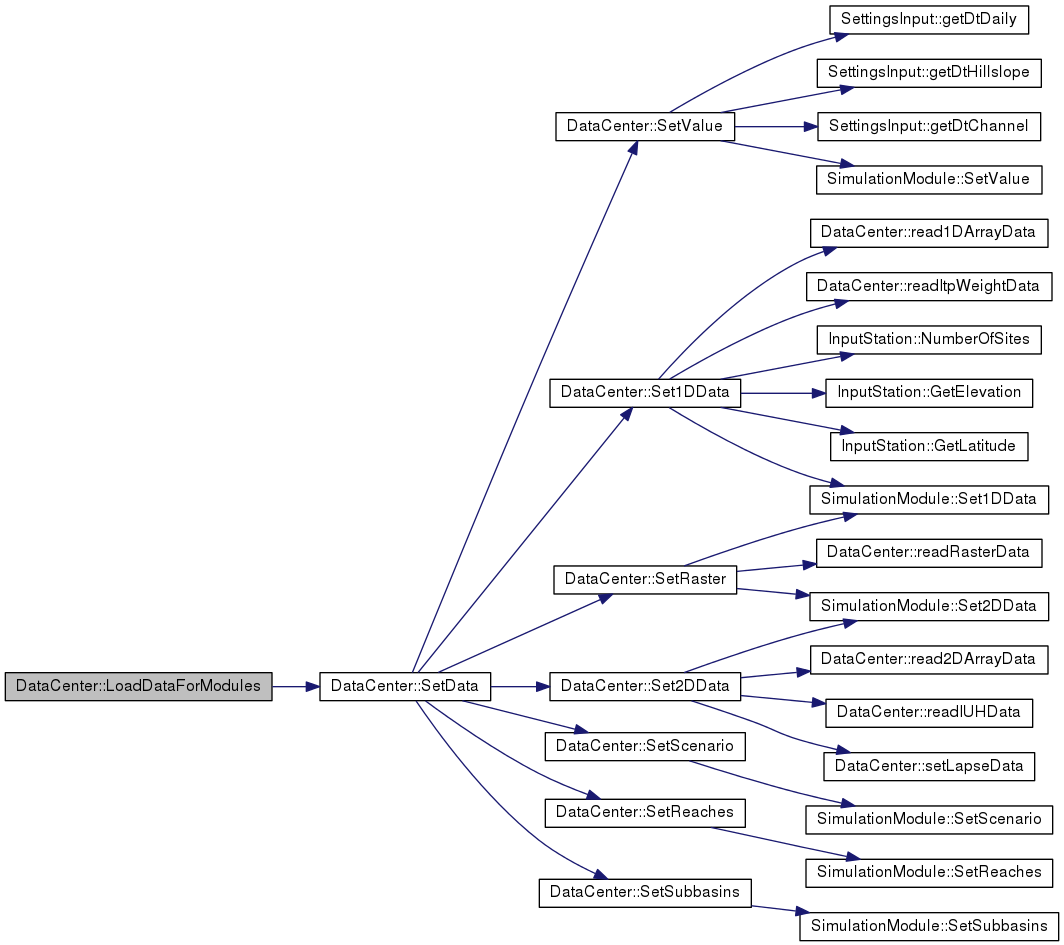 SettingsInput::getDtDaily
SettingsInput::getDtHillslope
DataCenter::SetValue
SettingsInput::getDtChannel
SimulationModule::SetValue
DataCenter::read1DArrayData
DataCenter::readItpWeightData
InputStation::NumberOfSites
DataCenter::Set1DData
InputStation::GetElevation
InputStation::GetLatitude
SimulationModule::Set1DData
DataCenter::readRasterData
DataCenter::SetRaster
SimulationModule::Set2DData
DataCenter::read2DArrayData
DataCenter::LoadDataForModules
DataCenter::SetData
DataCenter::Set2DData
DataCenter::readIUHData
DataCenter::SetScenario
DataCenter::setLapseData
DataCenter::SetReaches
SimulationModule::SetScenario
SimulationModule::SetReaches
DataCenter::SetSubbasins
SimulationModule::SetSubbasins